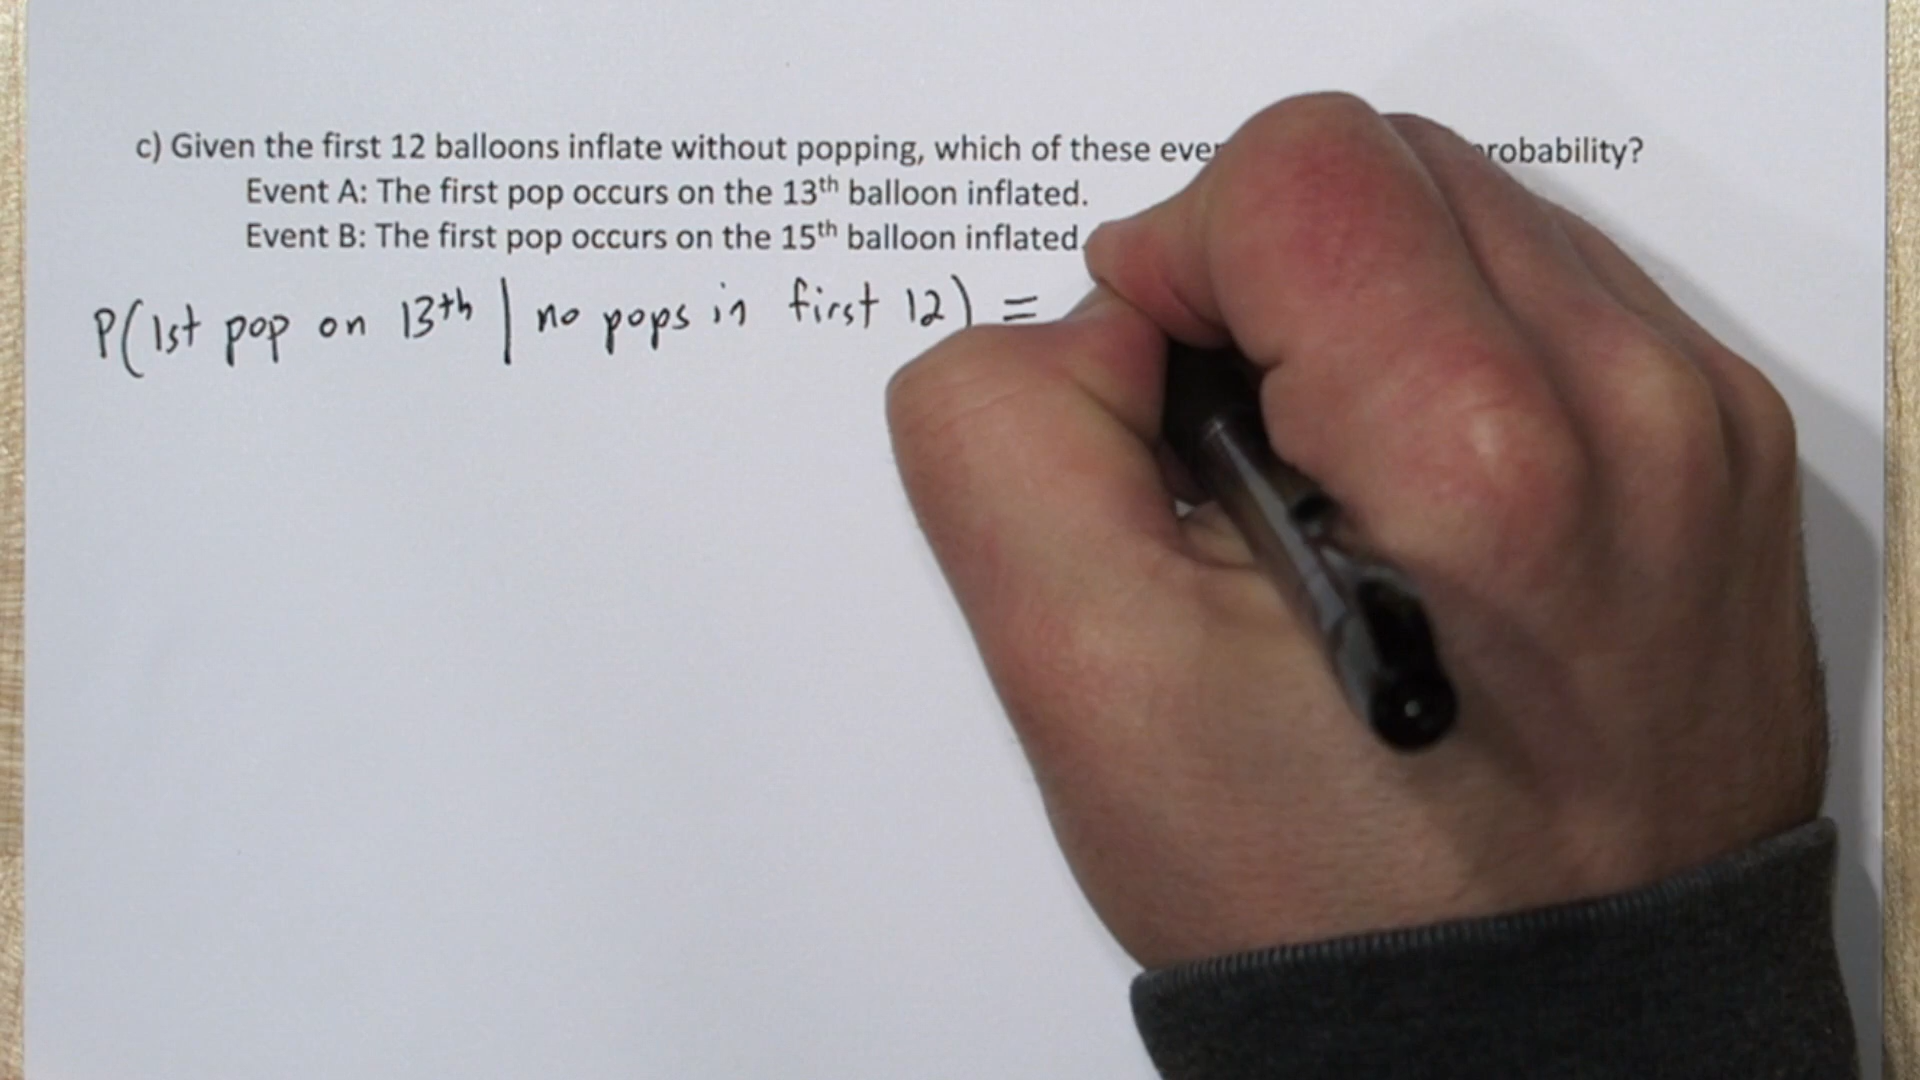 c) Given the first 12 balloons inflate without popping, which of these probability?
Event A: The first pop occurs on the 13th balloon inflated.
Event B: The first pop occurs on the 15th balloon inflated.
P(1st pop on 13th | no pops in first 12) =